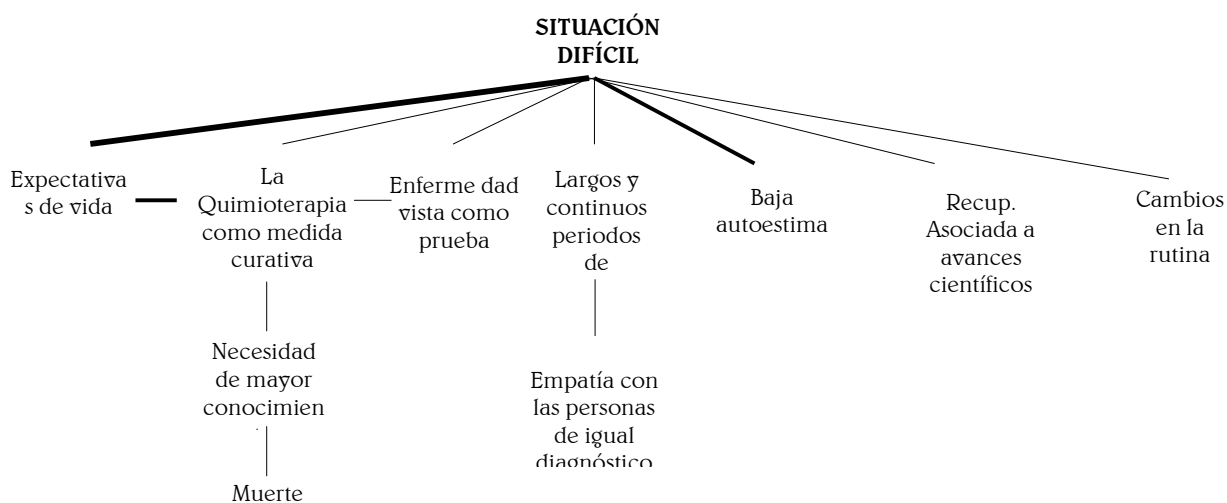 SITUACIÓN
DIFÍCIL
Expectativa
s de vida
La
Quimioterapia
como medida
curativa
Enferme dad
vista como
prueba
Largos y
continuos
periodos
de
Baja
autoestima
Recup.
Asociada a
avances
científicos
Cambios
en la
rutina
Necesidad
de mayor
conocimien
Muerte
Empatía con
las personas
de igual
diagnóstico